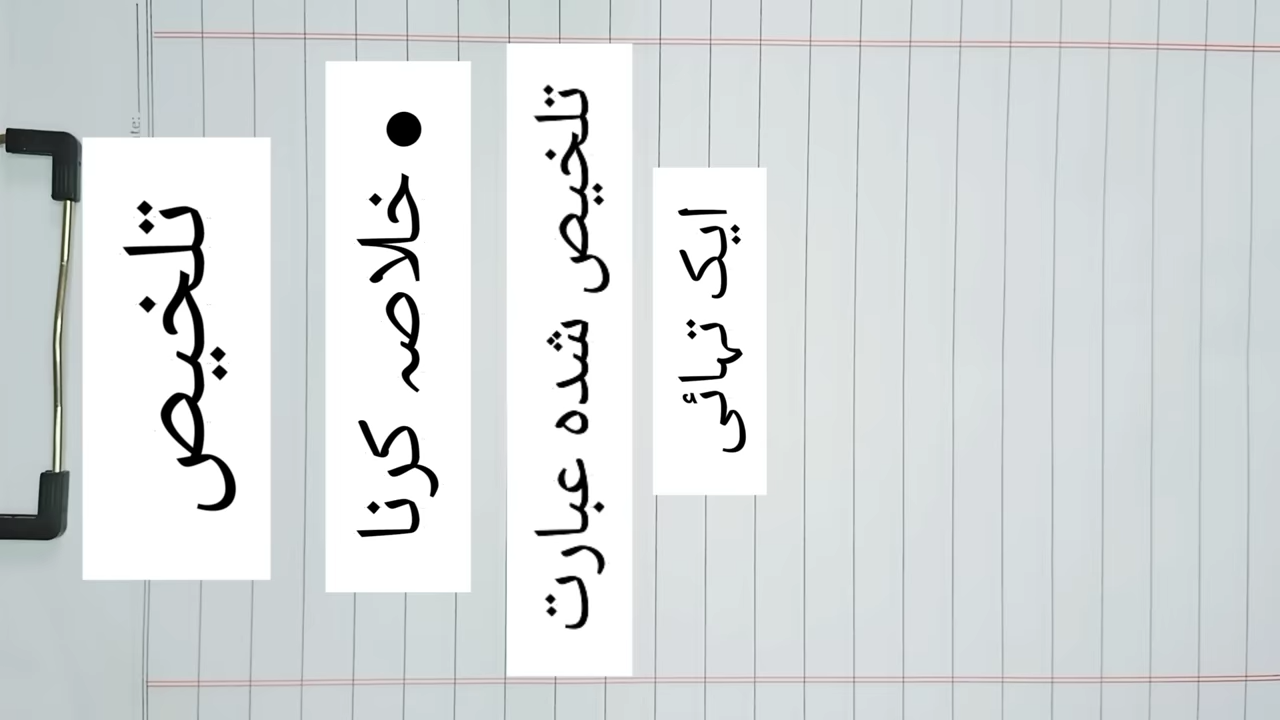 تلخیص
● خلاصہ کرنا
تلخیص شدہ عبارت
ایک تہائی